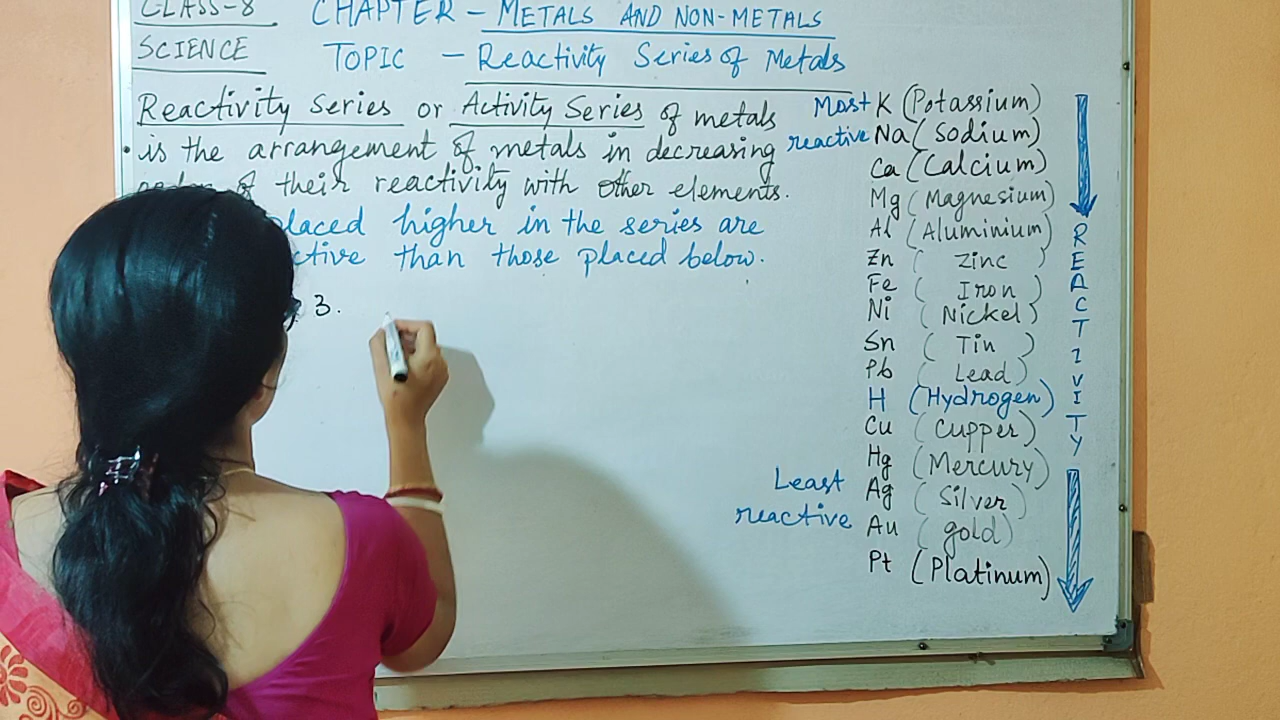 CLASS-8
CHAPTER - METALS AND NON-METALS
SCIENCE
TOPIC - Reactivity Series of Metals
Reactivity Series or Activity Series of metals
is the arrangement of metals in decreasing
of their reactivity with other elements.
placed higher in the series are
than those placed below.
3.
Most
reactive
K (Potassium)
Na (Sodium)
Ca (Calcium)
Mg (Magnesium)
Al (Aluminium)
Zn ( Zinc )
Fe ( Iron )
Ni ( Nickel )
Sn ( Tin )
Pb ( Lead )
H (Hydrogen)
Cu ( Cupper )
Hg ( Mercury )
Ag ( Silver )
Au ( gold )
Pt ( Platinum )
Least
reactive
REACTIVITY